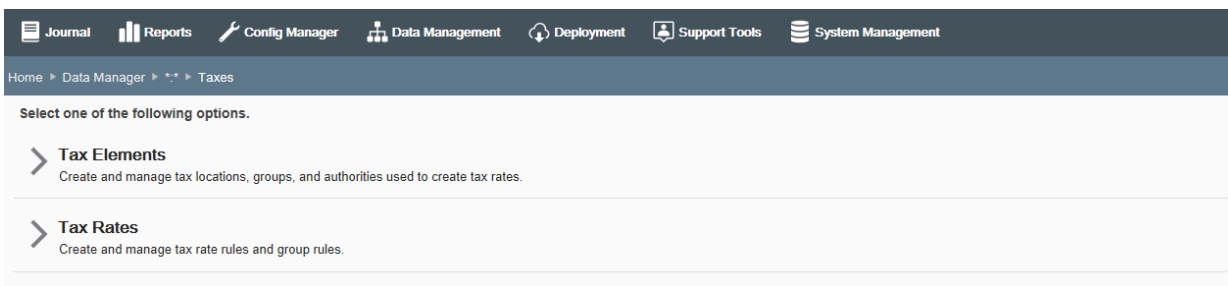 Journal Reports Config Manager Data Management Deployment Support Tools System Management
Home ▸ Data Manager ▸ *:* ▸ Taxes
Select one of the following options.
Tax Elements
Create and manage tax locations, groups, and authorities used to create tax rates.
Tax Rates
Create and manage tax rate rules and group rules.